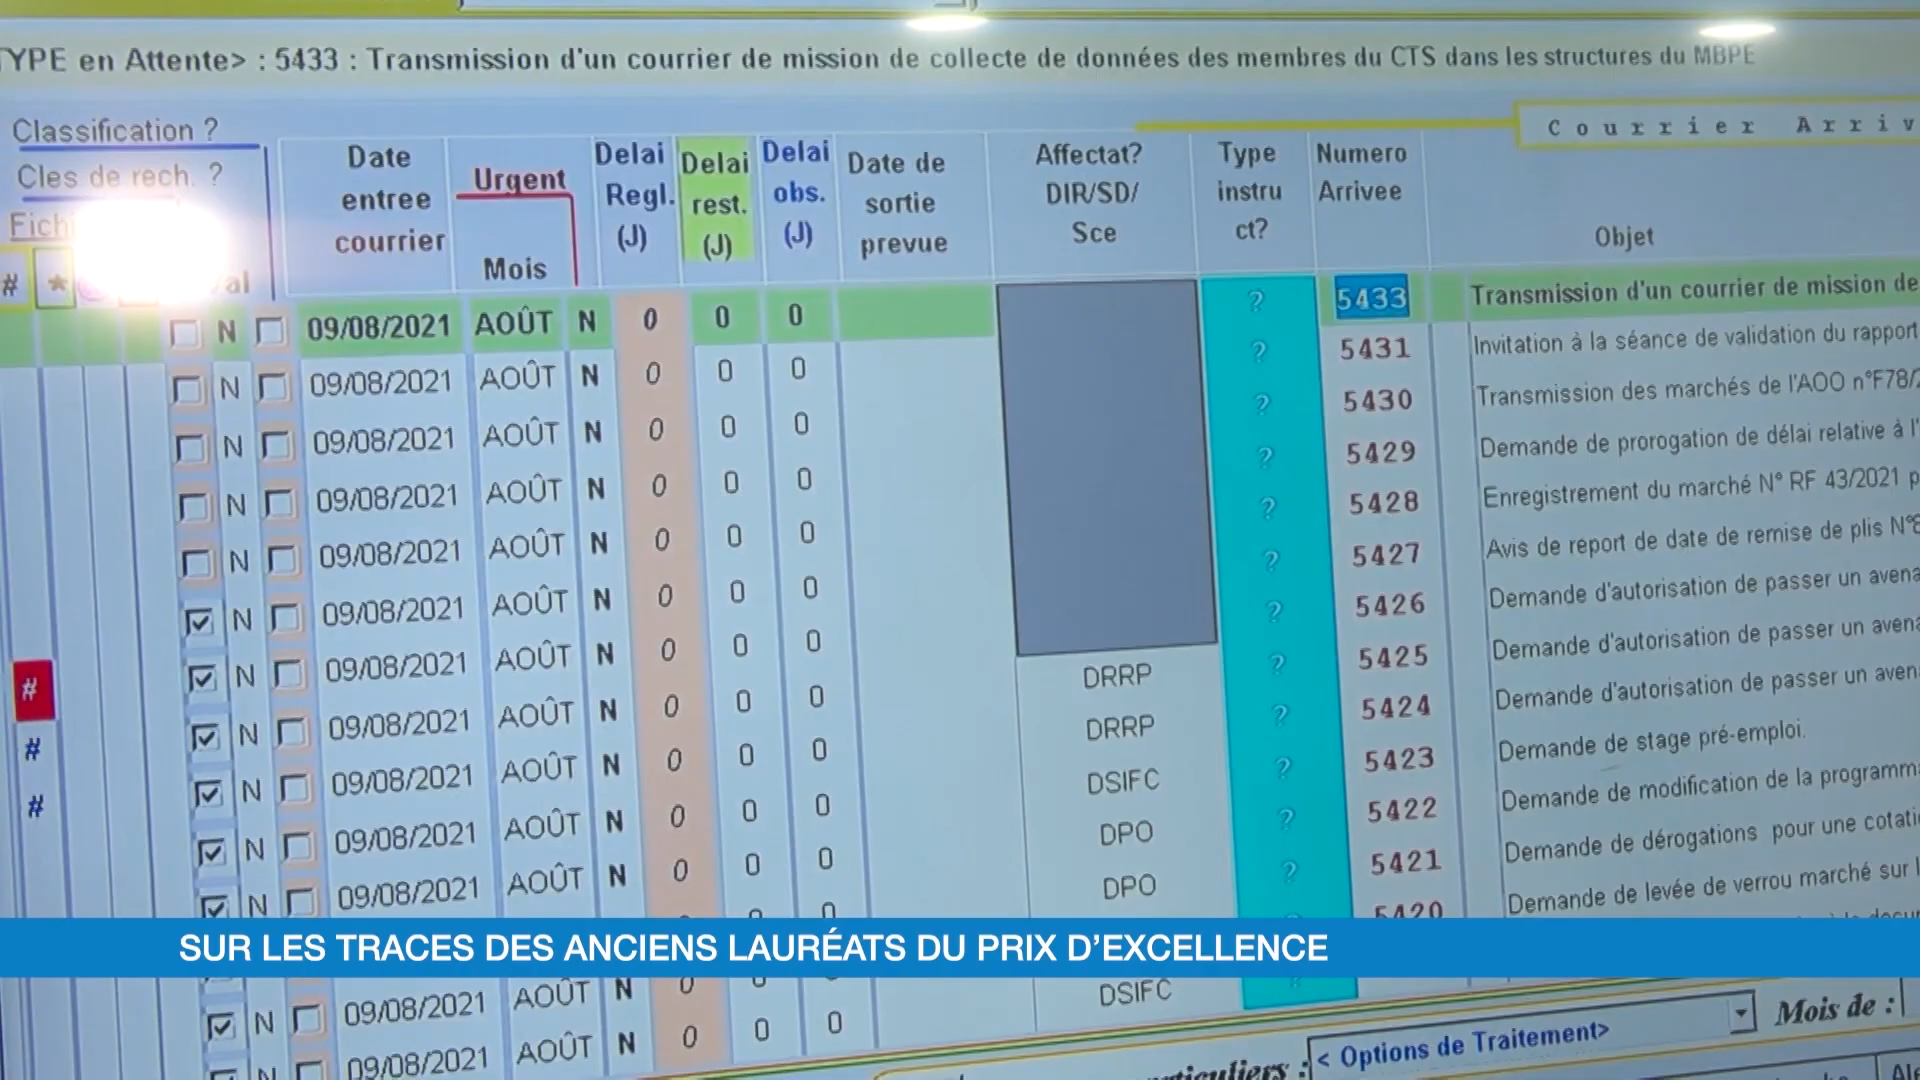 TYPE en Attente> : 5433 : Transmission d'un courrier de mission de collecte de données des membres du CTS dans les structures du MBPE
Courrier Arriv
Classification ?
Cles de rech. ?
Fich
# *
Date entree courrier
Urgent
Mois
Delai Regl. (J)
Delai rest. (J)
Delai obs. (J)
Date de sortie prevue
Affectat? DIR/SD/ Sce
Type instru ct?
Numero Arrivee
Objet
N 09/08/2021 AOÛT N 0 0 0 ? 5433 Transmission d'un courrier de mission de
N 09/08/2021 AOÛT N 0 0 0 ? 5431 Invitation à la séance de validation du rapport
N 09/08/2021 AOÛT N 0 0 0 ? 5430 Transmission des marchés de l'AOO n°F78/
N 09/08/2021 AOÛT N 0 0 0 ? 5429 Demande de prorogation de délai relative à l'
N 09/08/2021 AOÛT N 0 0 0 ? 5428 Enregistrement du marché N° RF 43/2021 p
N 09/08/2021 AOÛT N 0 0 0 ? 5427 Avis de report de date de remise de plis N°
N 09/08/2021 AOÛT N 0 0 0 ? 5426 Demande d'autorisation de passer un avena
# N 09/08/2021 AOÛT N 0 0 0 DRRP ? 5425 Demande d'autorisation de passer un avena
# N 09/08/2021 AOÛT N 0 0 0 DRRP ? 5424 Demande d'autorisation de passer un aven
# N 09/08/2021 AOÛT N 0 0 0 DSIFC ? 5423 Demande de stage pré-emploi.
N 09/08/2021 AOÛT N 0 0 0 DPO ? 5422 Demande de modification de la programma
DPO ? 5421 Demande de dérogations pour une cotati
5420 Demande de levée de verrou marché sur l
SUR LES TRACES DES ANCIENS LAURÉATS DU PRIX D'EXCELLENCE
N 09/08/2021 AOÛT N 0 DSIFC
09/08/2021 AOÛT N 0 0 0
Mois de :
< Options de Traitement>